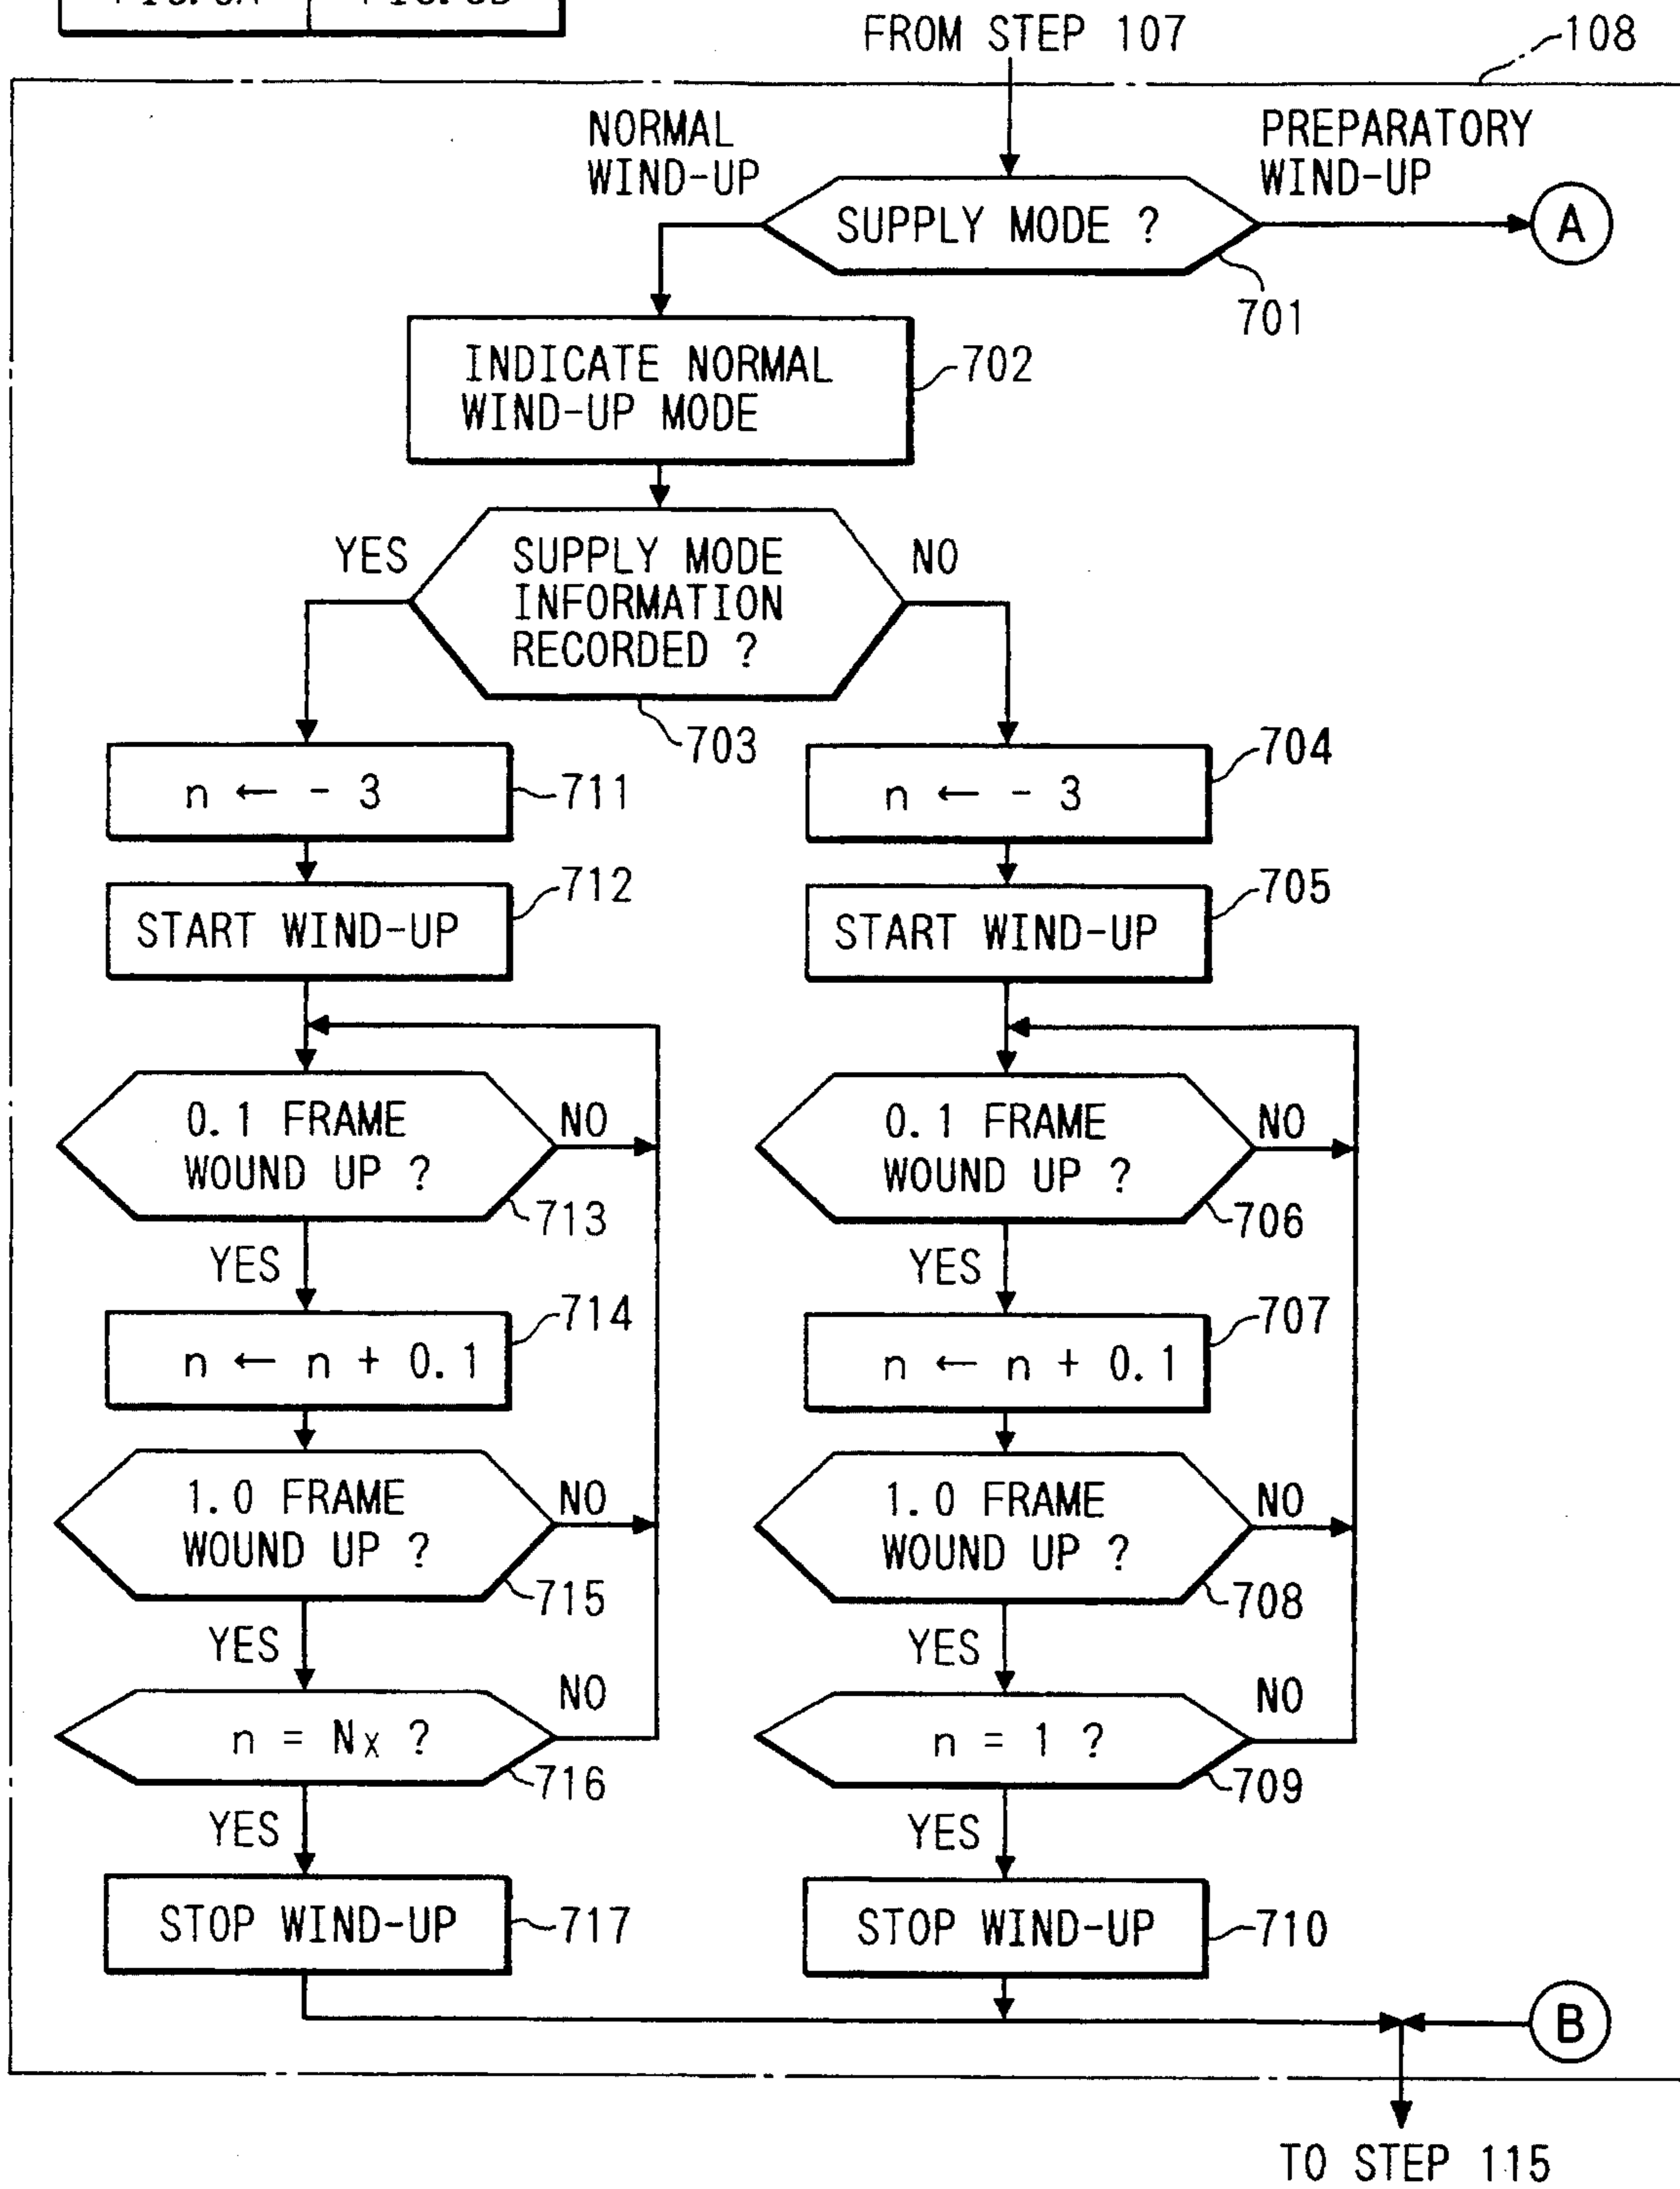 FROM STEP 107
108
NORMAL
WIND-UP
PREPARATORY
WIND-UP
SUPPLY MODE ?
A
701
INDICATE NORMAL
WIND-UP MODE
702
YES
SUPPLY MODE
INFORMATION
RECORDED ?
NO
703
n ← - 3
711
n ← - 3
704
START WIND-UP
712
START WIND-UP
705
0.1 FRAME
WOUND UP ?
NO
713
0.1 FRAME
WOUND UP ?
NO
706
YES
YES
n ← n + 0.1
714
n ← n + 0.1
707
1.0 FRAME
WOUND UP ?
NO
715
1.0 FRAME
WOUND UP ?
NO
708
YES
YES
n = Nx ?
NO
716
n = 1 ?
NO
709
YES
YES
STOP WIND-UP
717
STOP WIND-UP
710
B
TO STEP 115